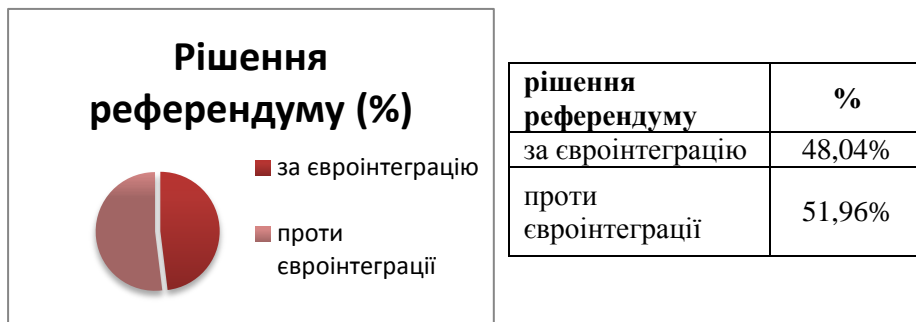 Рішення
референдуму (%)
за євроінтеграцію
проти
євроінтеграції
рішення
референдуму
%
за євроінтеграцію
48,04%
проти
євроінтеграції
51,96%